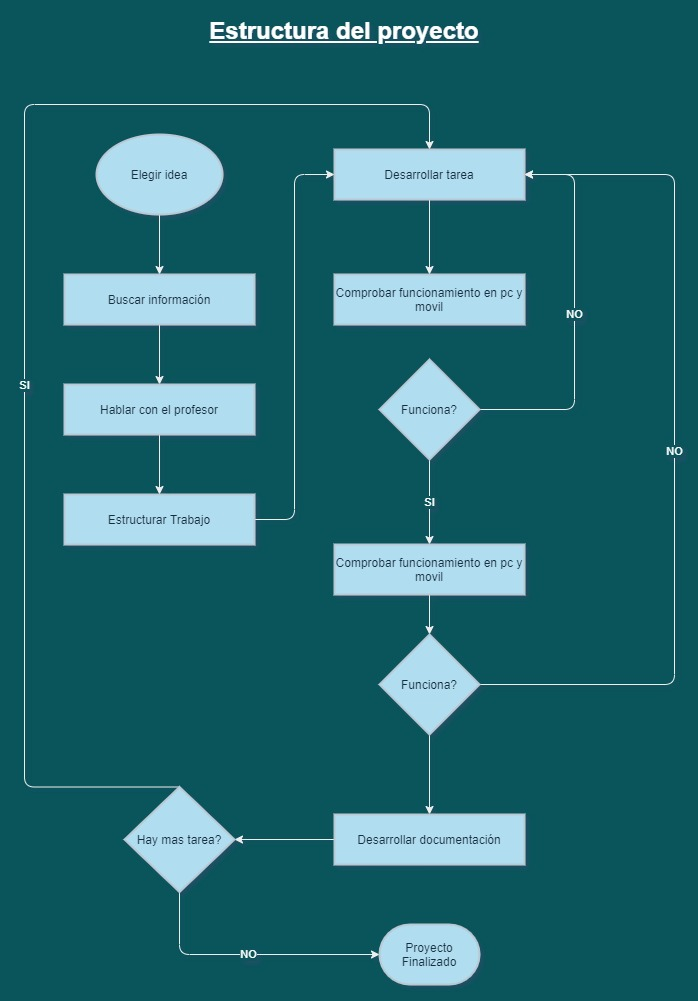 Estructura del proyecto
Elegir idea
Buscar información
Hablar con el profesor
Estructurar Trabajo
Desarrollar tarea
Comprobar funcionamiento en pc y
movil
NO
Funciona?
SI
SI
NO
Comprobar funcionamiento en pc y
movil
Funciona?
Desarrollar documentación
Hay mas tarea?
NO
Proyecto
Finalizado